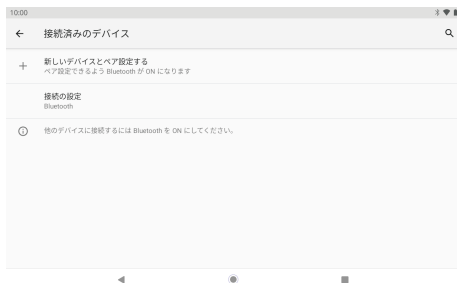 10:00
接続済みのデバイス
新しいデバイスとペア設定する
ペア設定できるよう Bluetooth が ON になります
接続の設定
Bluetooth
他のデバイスに接続するには Bluetooth を ON にしてください。